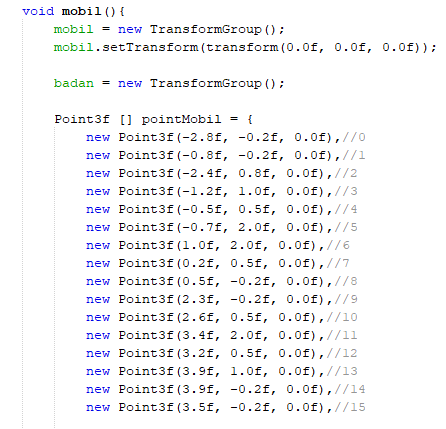 void mobil(){
mobil = new TransformGroup();
mobil.setTransform(transform(0.0f, 0.0f, 0.0f));
badan = new TransformGroup();
Point3f [] pointMobil = {
new Point3f(-2.8f, -0.2f, 0.0f),//0
new Point3f(-0.8f, -0.2f, 0.0f),//1
new Point3f(-2.4f, 0.8f, 0.0f),//2
new Point3f(-1.2f, 1.0f, 0.0f),//3
new Point3f(-0.5f, 0.5f, 0.0f),//4
new Point3f(-0.7f, 2.0f, 0.0f),//5
new Point3f(1.0f, 2.0f, 0.0f),//6
new Point3f(0.2f, 0.5f, 0.0f),//7
new Point3f(0.5f, -0.2f, 0.0f),//8
new Point3f(2.3f, -0.2f, 0.0f),//9
new Point3f(2.6f, 0.5f, 0.0f),//10
new Point3f(3.4f, 2.0f, 0.0f),//11
new Point3f(3.2f, 0.5f, 0.0f),//12
new Point3f(3.9f, 1.0f, 0.0f),//13
new Point3f(3.9f, -0.2f, 0.0f),//14
new Point3f(3.5f, -0.2f, 0.0f),//15